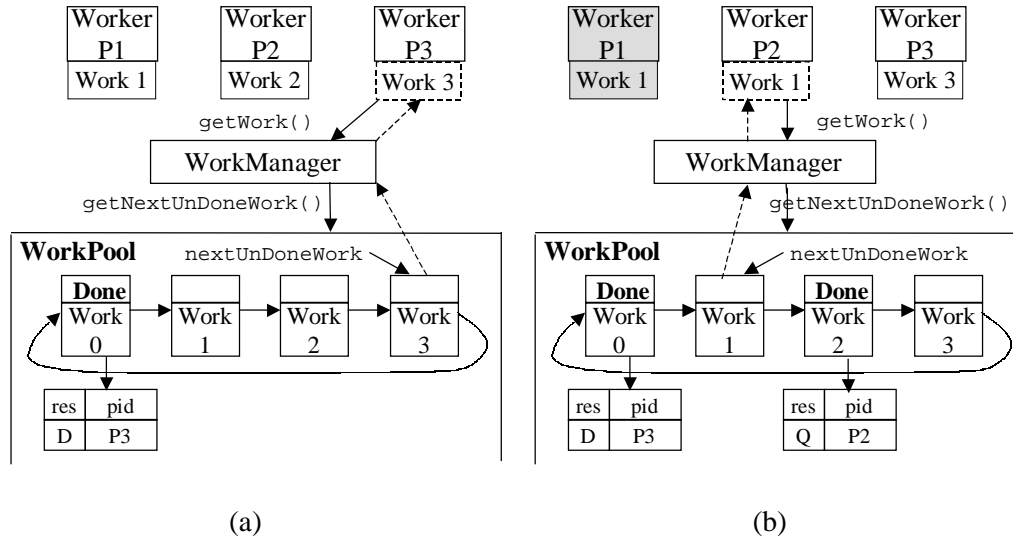 Worker P1
Work 1
Worker P2
Work 2
Worker P3
Work 3
getWork()
WorkManager
getNextUnDoneWork()
WorkPool
nextUnDoneWork
Done
Work 0
Work 1
Work 2
Work 3
res pid
D P3
(a)
Worker P1
Work 1
Worker P2
Work 1
Worker P3
Work 3
getWork()
WorkManager
getNextUnDoneWork()
WorkPool
nextUnDoneWork
Done
Work 0
Work 1
Done
Work 2
Work 3
res pid
D P3
res pid
Q P2
(b)